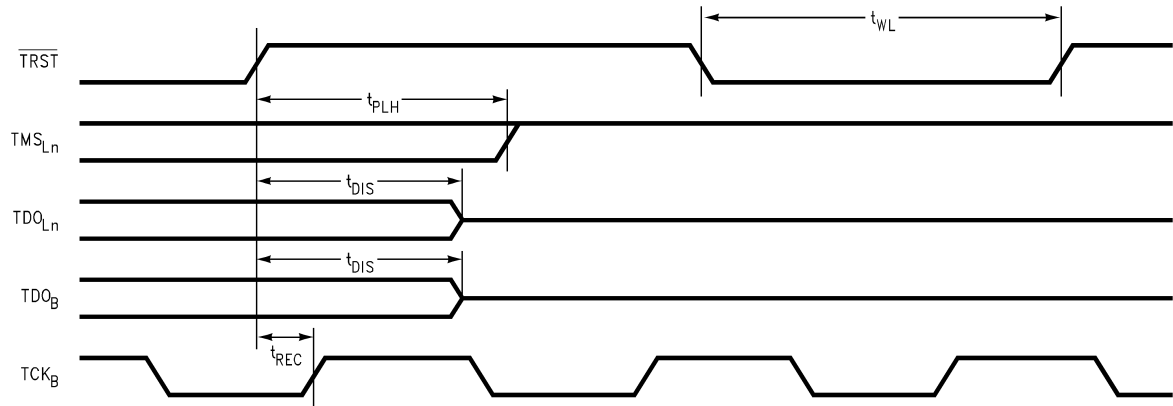 TRST
t_WL
t_PLH
TMS_Ln
t_DIS
TDO_Ln
t_DIS
TDO_B
t_REC
TCK_B